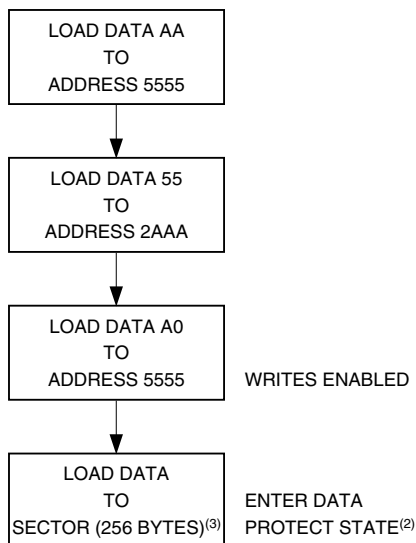 LOAD DATA AA
TO
ADDRESS 5555
LOAD DATA 55
TO
ADDRESS 2AAA
LOAD DATA A0
TO
ADDRESS 5555
WRITES ENABLED
LOAD DATA
TO
SECTOR (256 BYTES)(3)
ENTER DATA
PROTECT STATE(2)